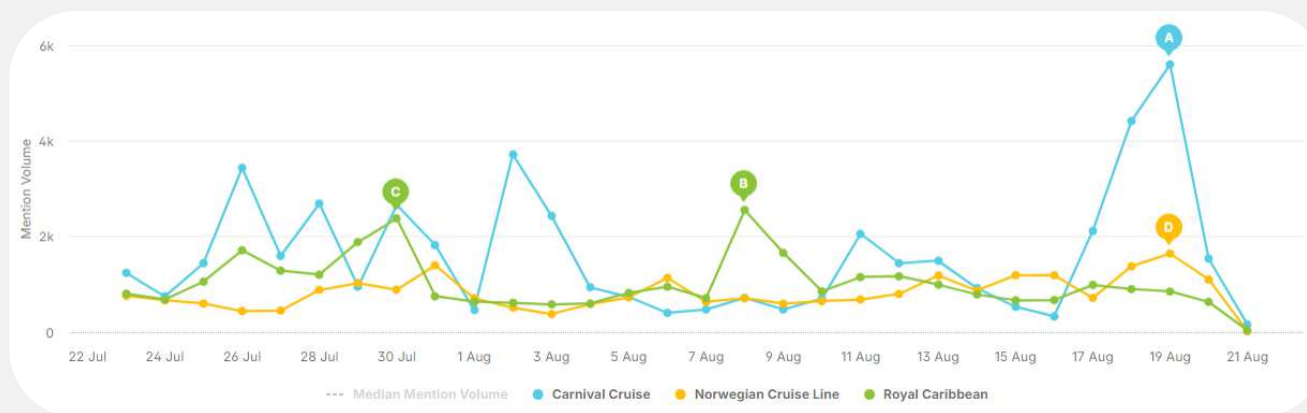 6k
A
4k
Mention Volume
C
B
2k
D
0
22 Jul 24 Jul 26 Jul 28 Jul 30 Jul 1 Aug 3 Aug 5 Aug 7 Aug 9 Aug 11 Aug 13 Aug 15 Aug 17 Aug 19 Aug 21 Aug
Median Mention Volume Carnival Cruise Norwegian Cruise Line Royal Caribbean